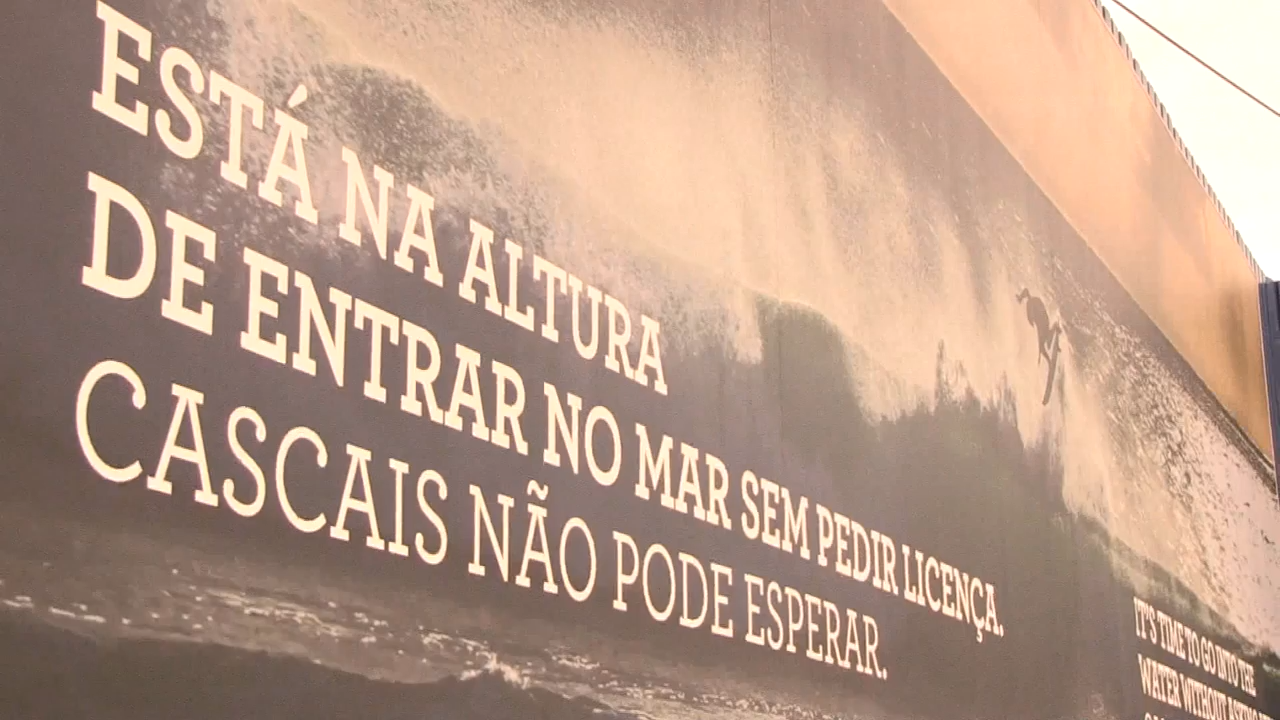 ESTÁ NA ALTURA
DE ENTRAR NO MAR SEM PEDIR LICENÇA.
CASCAIS NÃO PODE ESPERAR.
IT'S TIME TO GO INTO THE
WATER WITHOUT